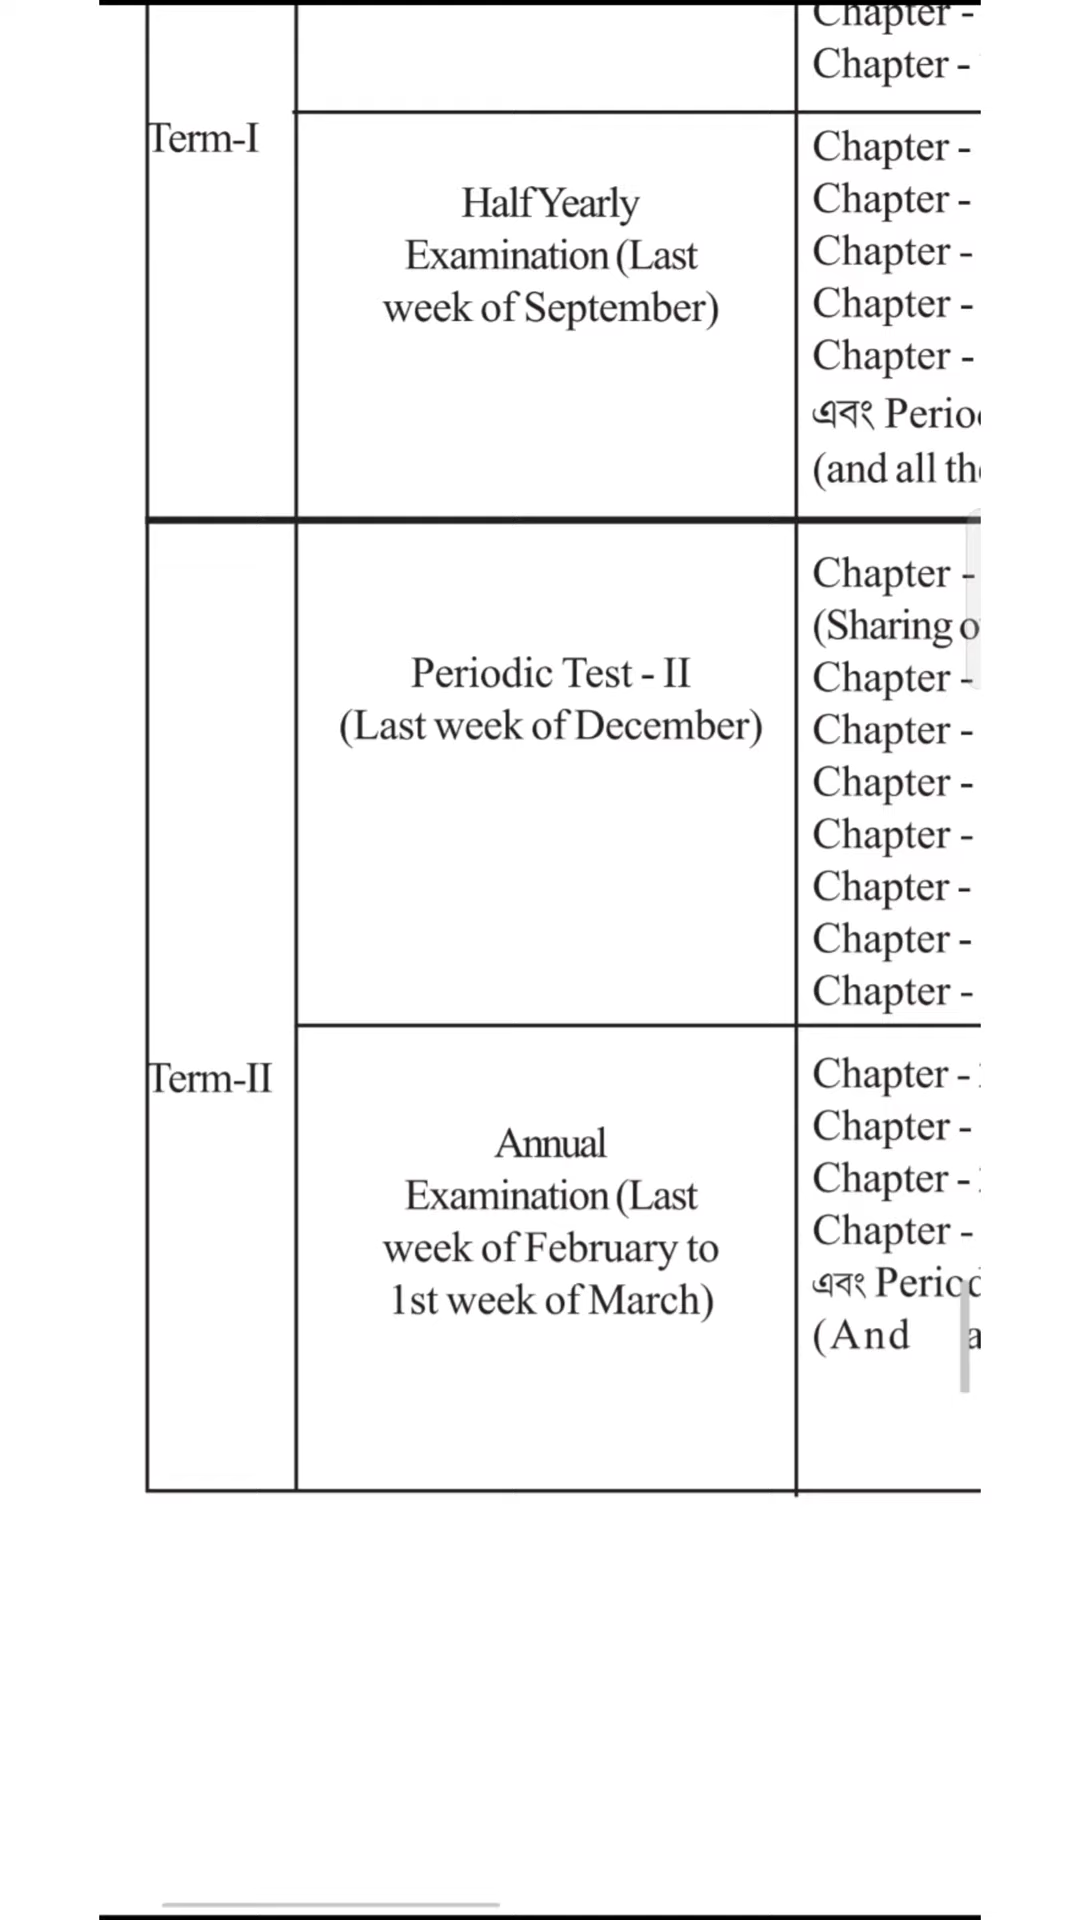 Chapter -
Chapter -
Term-I
Half Yearly
Examination (Last
week of September)
Chapter -
Chapter -
Chapter -
Chapter -
Chapter -
এবং
(and all
Periodic Test - II
(Last week of December)
Chapter -
(Sharing
Chapter -
Chapter -
Chapter -
Chapter -
Chapter -
Chapter -
Chapter -
Term-II
Annual
Examination (Last
week of February to
1st week of March)
Chapter -
Chapter -
Chapter -
Chapter -
এবং
(And